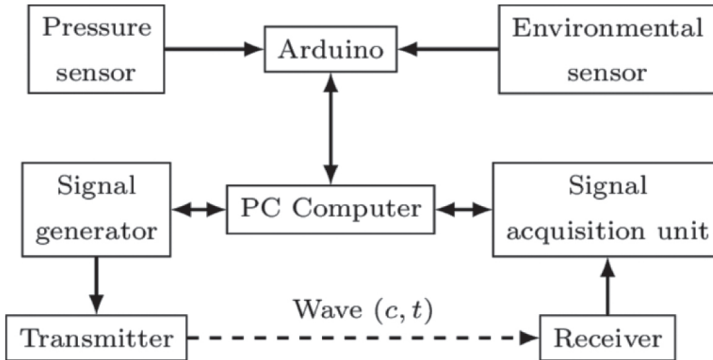 Pressure
sensor
Arduino
Environmental
sensor
Signal
generator
PC Computer
Signal
acquisition unit
Wave (c, t)
Transmitter
Receiver